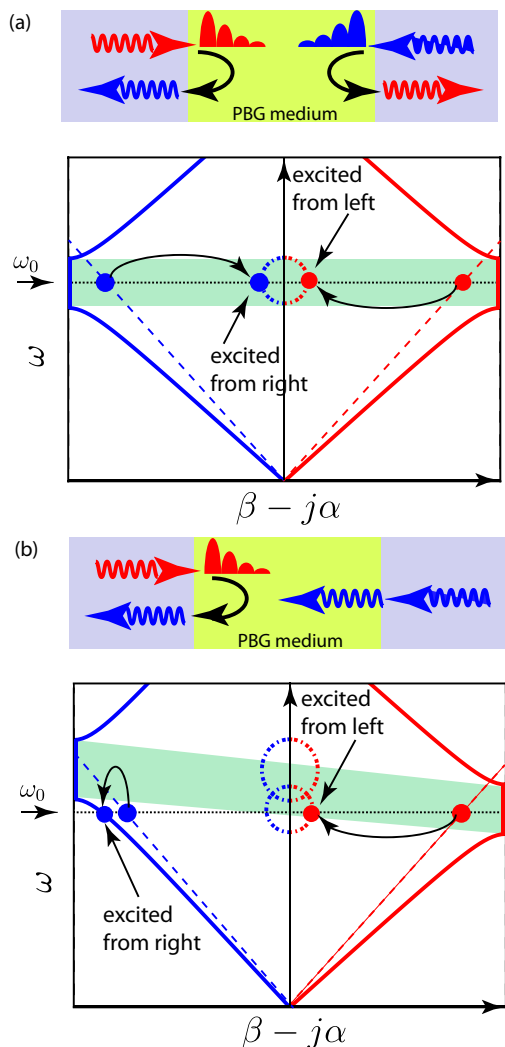 (a)
PBG medium
excited
from left
ω₀
excited
from right
ω
β − jα
(b)
PBG medium
excited
from left
ω₀
excited
from right
ω
β − jα